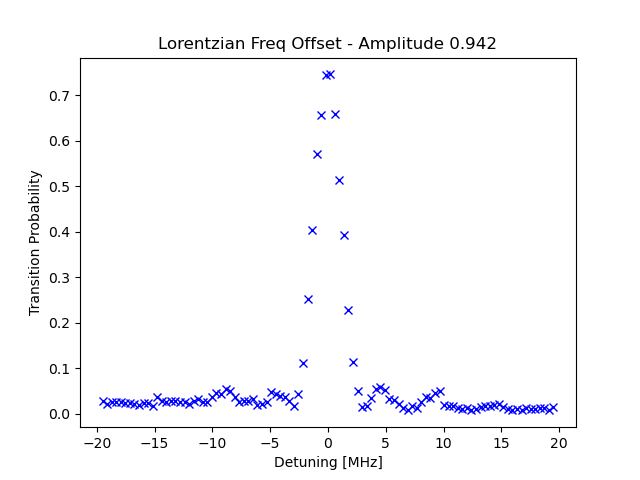 Lorentzian Freq Offset - Amplitude 0.942
Transition Probability
0.7
0.6
0.5
0.4
0.3
0.2
0.1
0.0
−20 −15 −10 −5 0 5 10 15 20
Detuning [MHz]